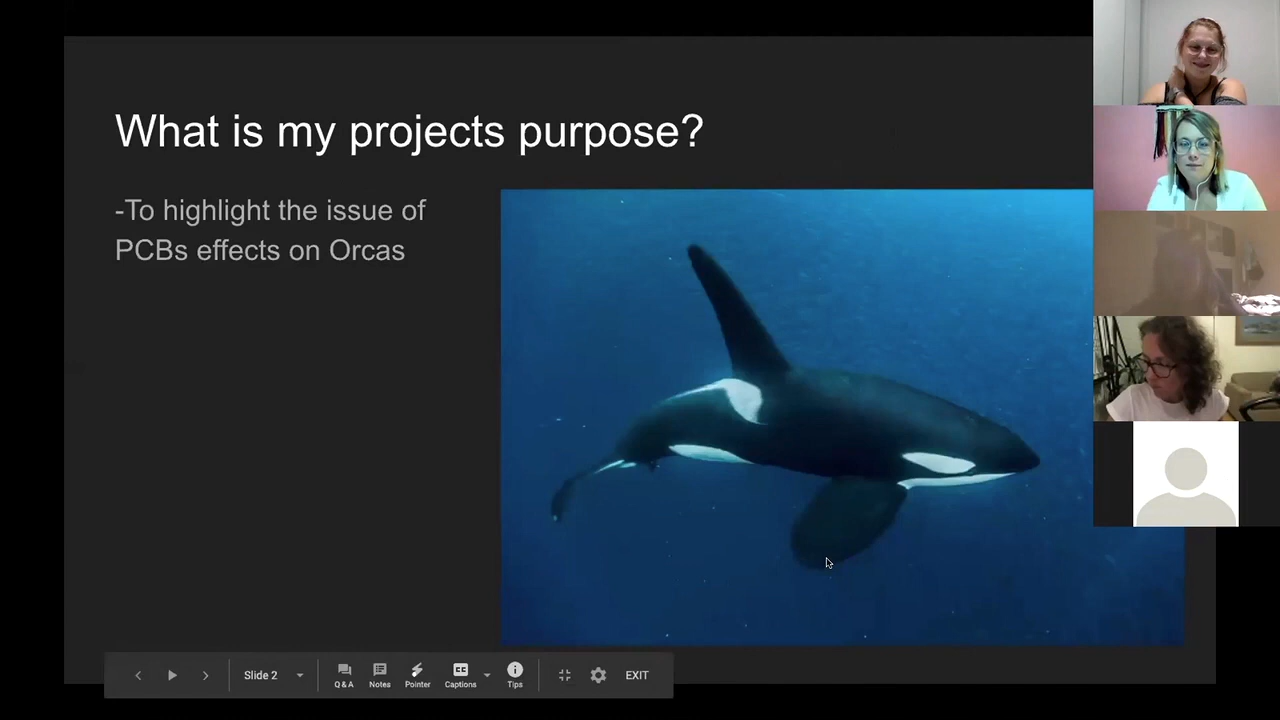 What is my projects purpose?
-To highlight the issue of
PCBs effects on Orcas
Slide 2
Q & A
Notes
Pointer
CC
Captions
Tips
EXIT